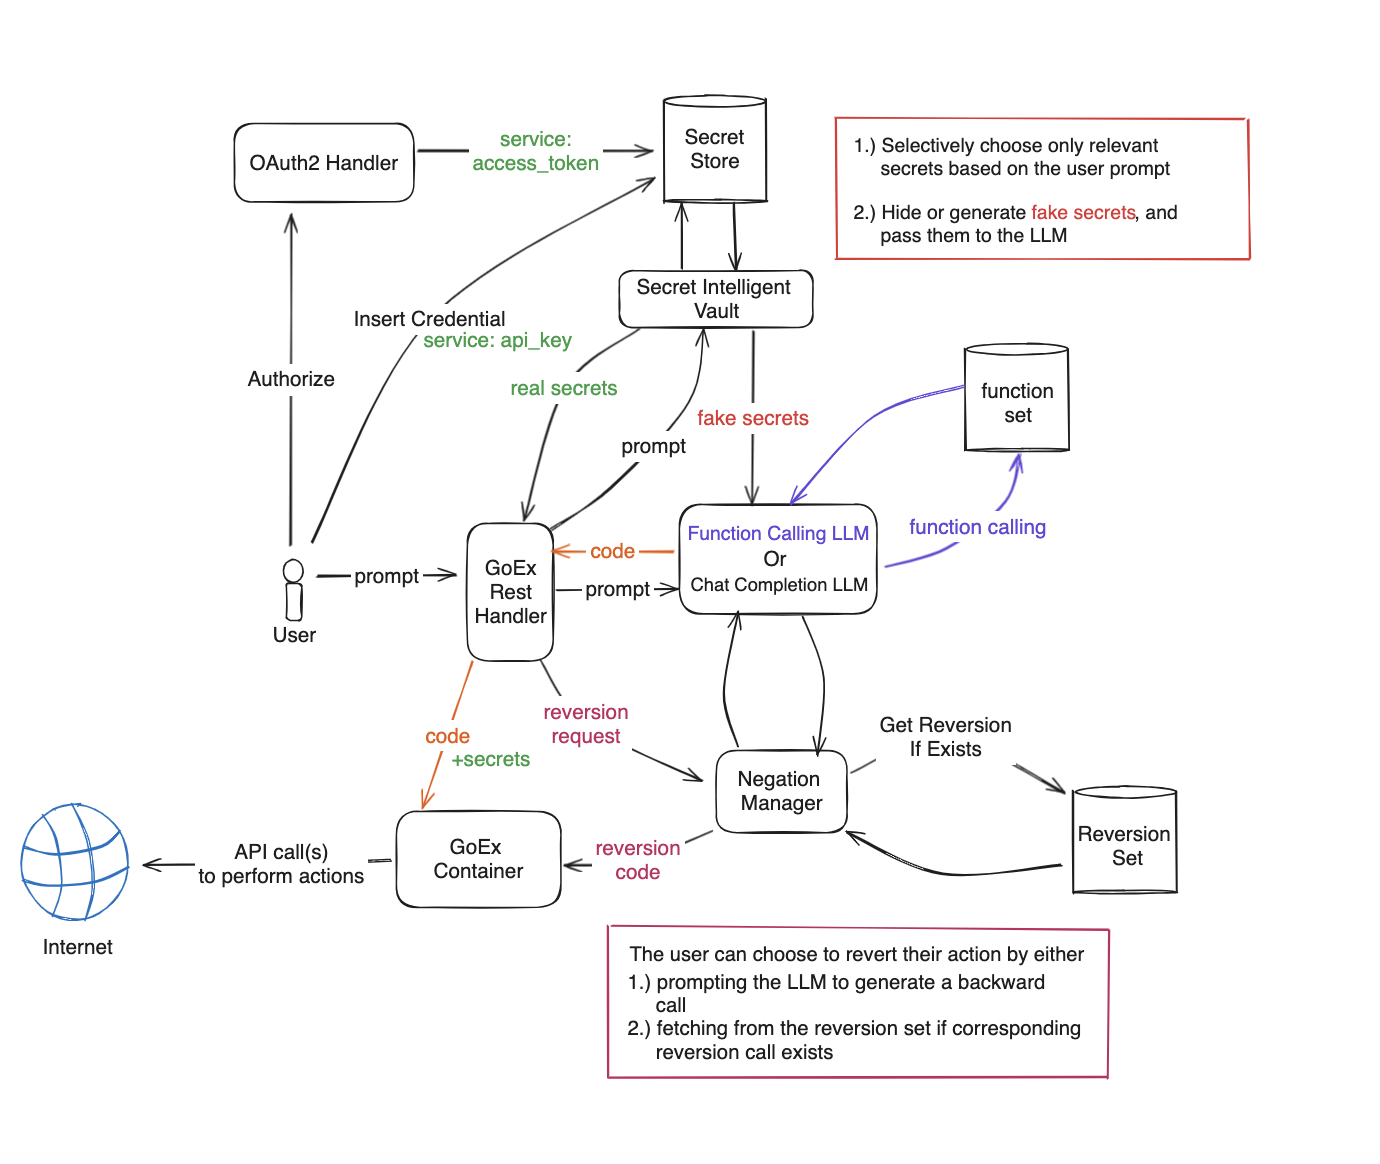 OAuth2 Handler
service:
access_token
Secret
Store
1.) Selectively choose only relevant
secrets based on the user prompt
2.) Hide or generate fake secrets, and
pass them to the LLM
Secret Intelligent
Vault
Insert Credential
service: api_key
Authorize
real secrets
prompt
fake secrets
function
set
function calling
Function Calling LLM
Or
Chat Completion LLM
code
prompt
GoEx
Rest
Handler
prompt
User
code
+secrets
reversion
request
Get Reversion
If Exists
Negation
Manager
Reversion
Set
reversion
code
GoEx
Container
API call(s)
to perform actions
Internet
The user can choose to revert their action by either
1.) prompting the LLM to generate a backward
call
2.) fetching from the reversion set if corresponding
reversion call exists